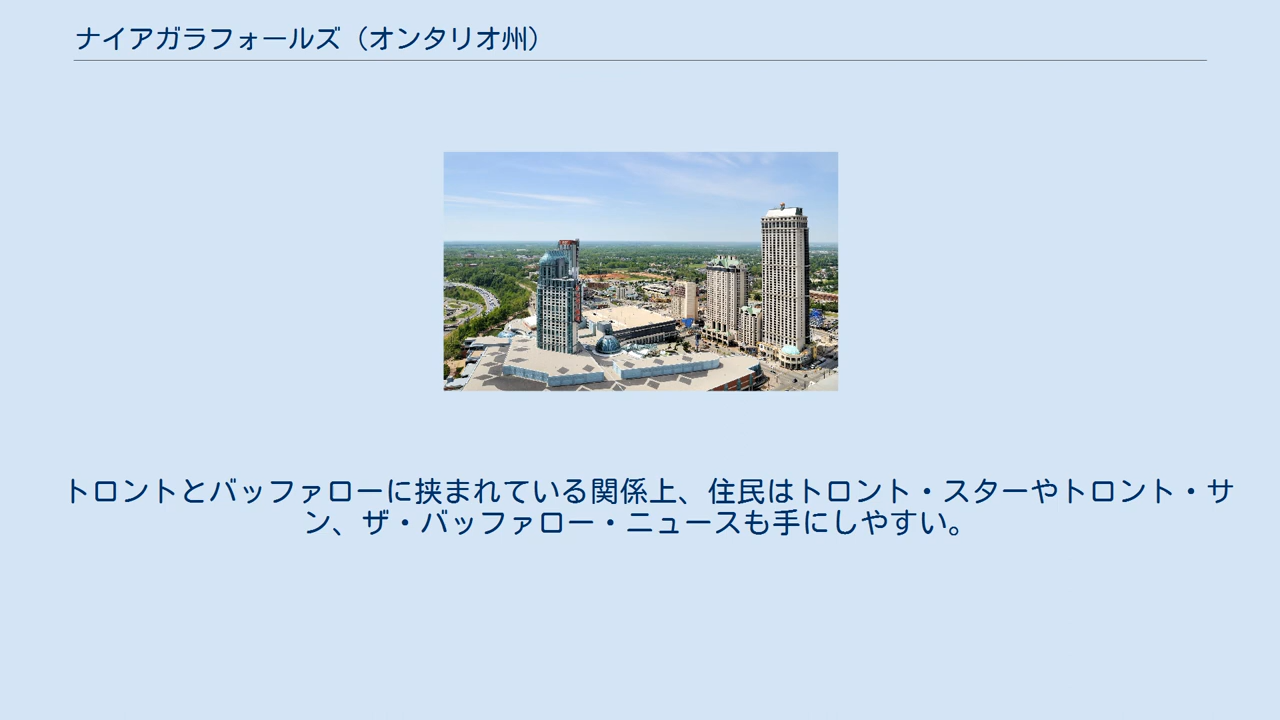 ナイアガラフォールズ（オンタリオ州）
トロントとバッファローに挟まれている関係上、住民はトロント・スターやトロント・サ
ン、ザ・バッファロー・ニュースも手にしやすい。